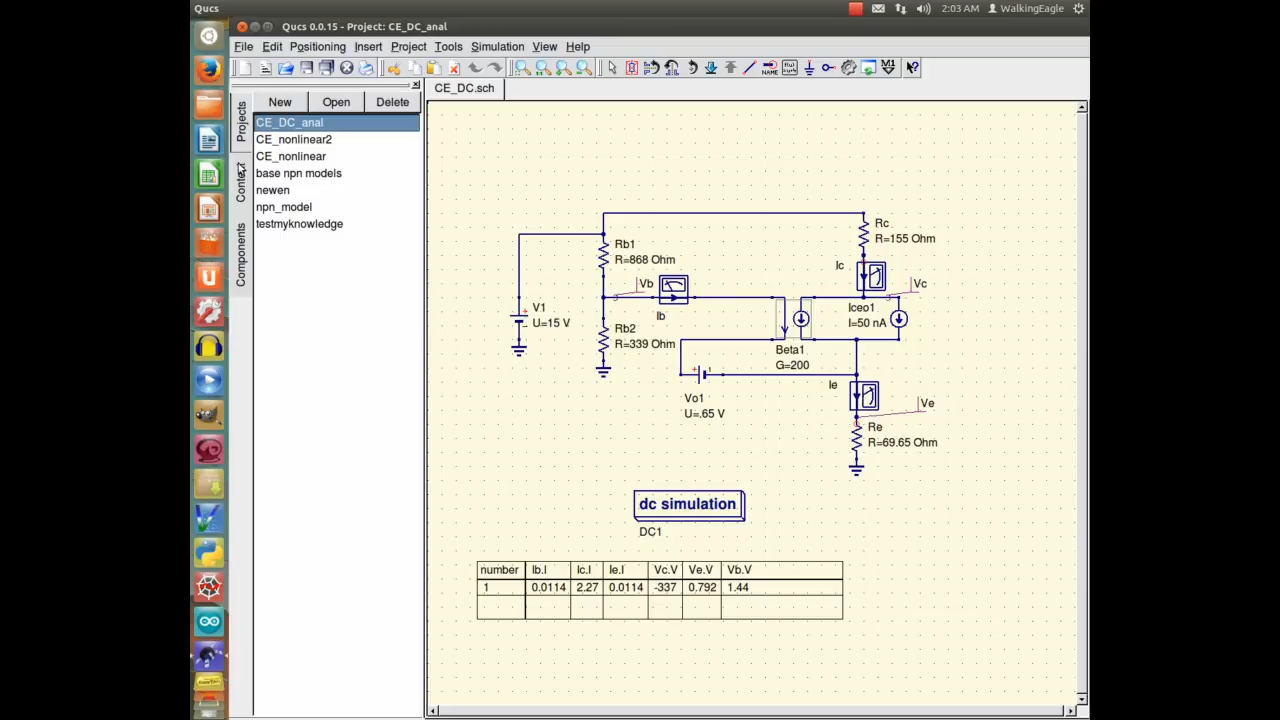 Qucs
2:03 AM
WalkingEagle
Qucs 0.0.15 - Project: CE_DC_anal
File Edit Positioning Insert Project Tools Simulation View Help
NAME
M1
New Open Delete
CE_DC.sch
Projects
Content
Components
CE_DC_anal
CE_nonlinear2
CE_nonlinear
base npn models
newen
npn_model
testmyknowledge
Rc
R=155 Ohm
Rb1
R=868 Ohm
Ic
Vb
Vc
V1
U=15 V
Ib
Iceo1
I=50 nA
Rb2
R=339 Ohm
Beta1
G=200
Ie
Vo1
U=.65 V
Ve
Re
R=69.65 Ohm
dc simulation
DC1
number Ib.I Ic.I Ie.I Vc.V Ve.V Vb.V
1 0.0114 2.27 0.0114 -337 0.792 1.44